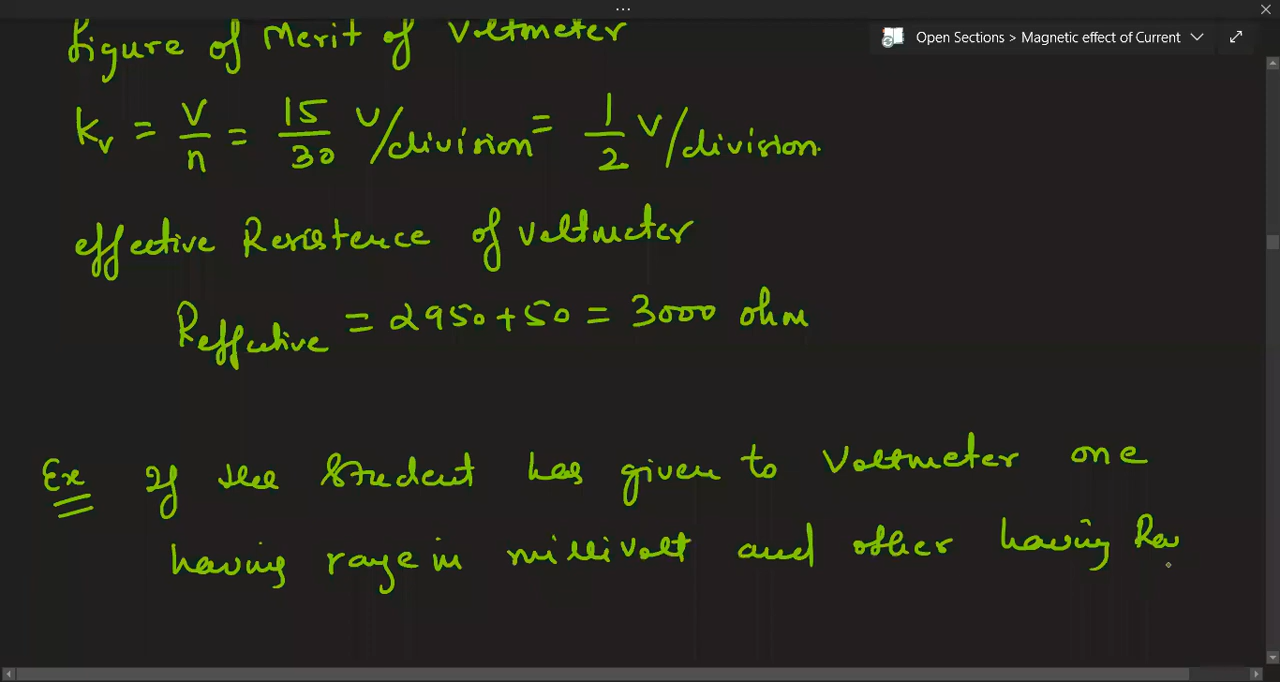 Figure of Merit of Voltmeter
Open Sections > Magnetic effect of Current
Kv = V/n = 15/30 V/division = 1/2 V/division.
effective Resistence of voltmeter
Reffective = 2950 + 50 = 3000 ohm
Ex If the Student has given to Voltmeter one
having range in millivolt and other having Ran